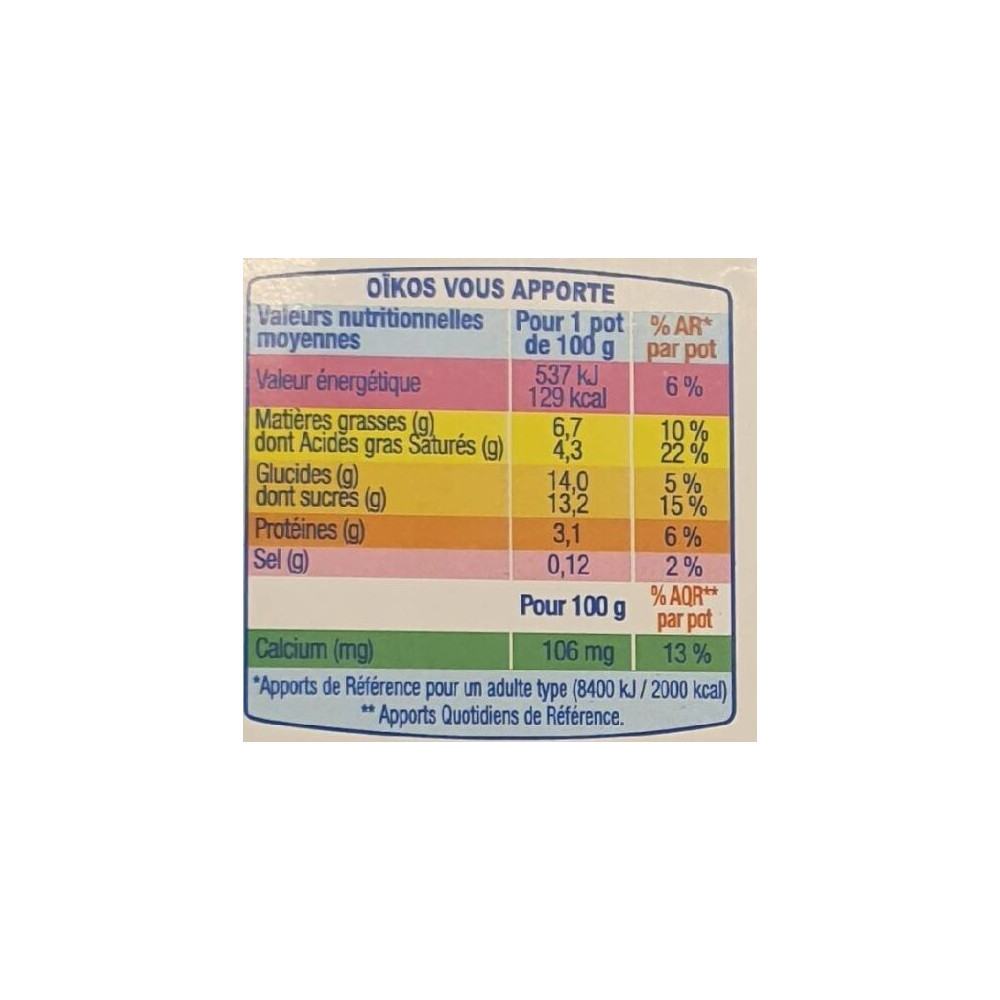 OÏKOS VOUS APPORTE
Valeurs nutritionnelles moyennes Pour 1 pot de 100 g % AR* par pot
Valeur énergétique 537 kJ 129 kcal 6 %
Matières grasses (g) 6,7 10 %
dont Acides gras Saturés (g) 4,3 22 %
Glucides (g) 14,0 5 %
dont sucres (g) 13,2 15 %
Protéines (g) 3,1 6 %
Sel (g) 0,12 2 %
Pour 100 g % AQR** par pot
Calcium (mg) 106 mg 13 %
*Apports de Référence pour un adulte type (8400 kJ / 2000 kcal)
** Apports Quotidiens de Référence.